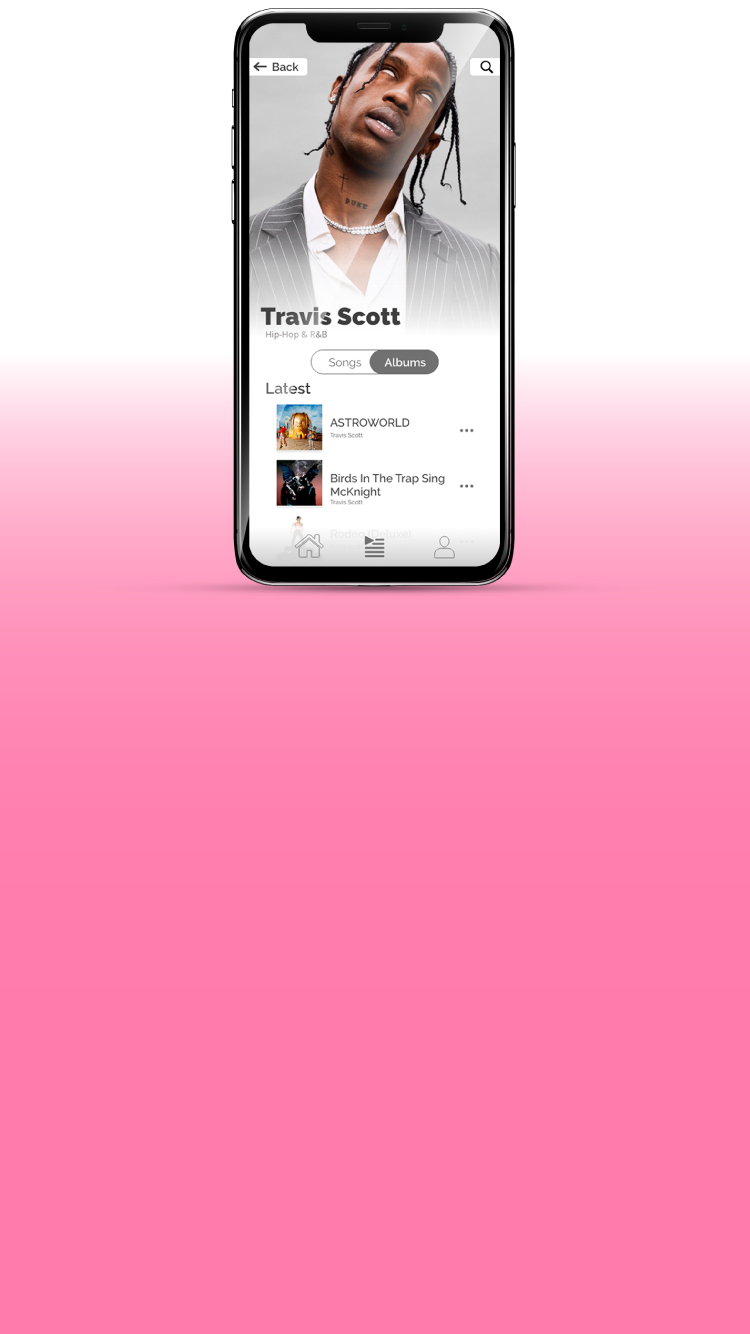 Back
DUKE
Travis Scott
Hip-Hop & R&B
Songs Albums
Latest
ASTROWORLD
Travis Scott
Birds In The Trap Sing
McKnight
Travis Scott
Rodeo (Deluxe)